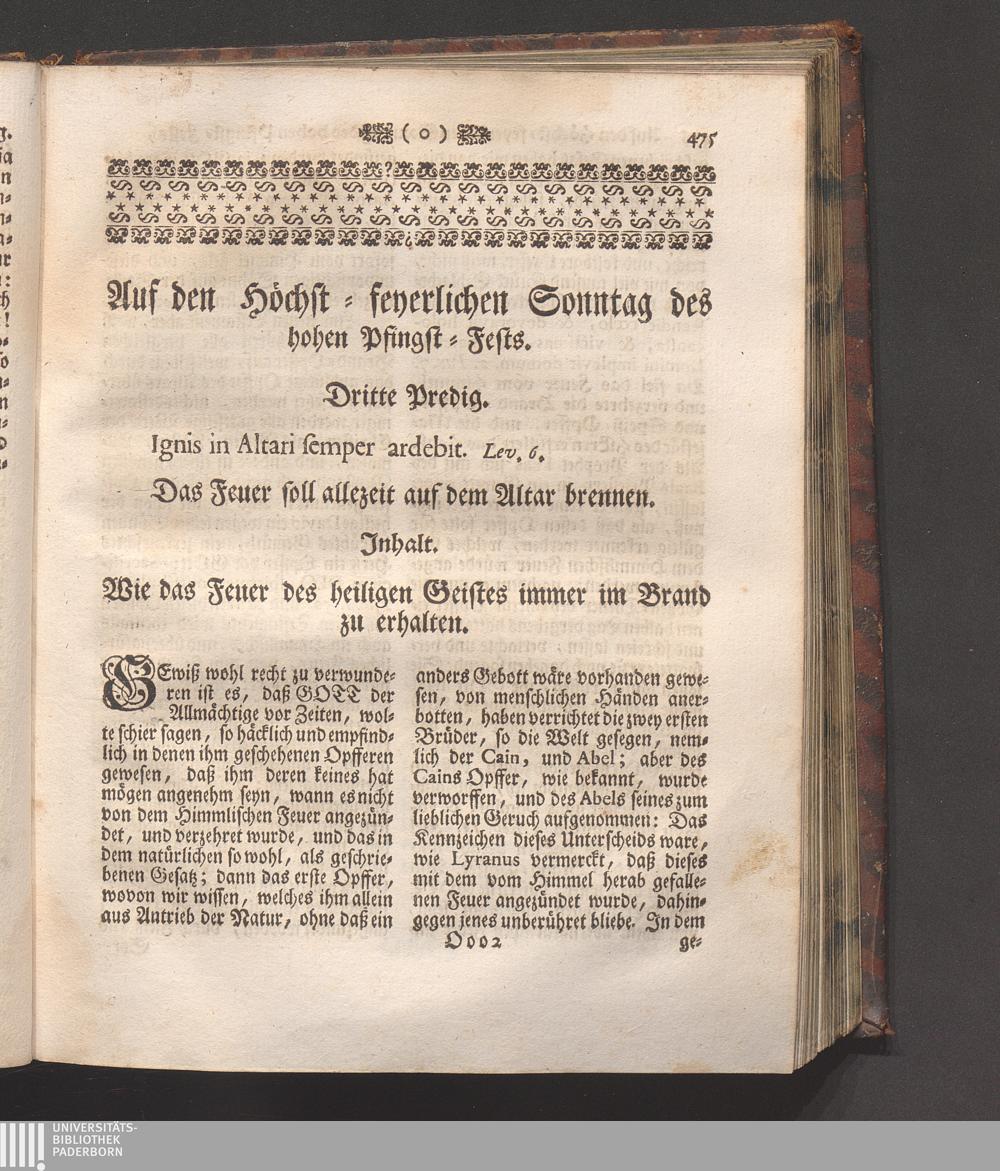 ( o )
475
Auf den Höchst = feyerlichen Sonntag des
hohen Pfingst = Fests.
Dritte Predig.
Ignis in Altari semper ardebit. Lev. 6.
Das Feuer soll allezeit auf dem Altar brennen.
Inhalt.
Wie das Feuer des heiligen Geistes immer im Brand
zu erhalten.
GEwiß wohl recht zu verwunde=
ren ist es, daß GOTT der
Allmächtige vor Zeiten, wol=
te schier sagen, so häcklich und empfind=
lich in denen ihm geschehenen Opfferen
gewesen, daß ihm deren keines hat
mögen angenehm seyn, wann es nicht
von dem Himmlischen Feuer angezün=
det, und verzehret wurde, und das in
dem natürlichen so wohl, als geschrie=
benen Gesatz; dann das erste Opffer,
wovon wir wissen, welches ihm allein
aus Antrieb der Natur, ohne daß ein
anders Gebott wäre vorhanden gewe=
sen, von menschlichen Händen aner=
botten, haben verrichtet die zwey ersten
Brüder, so die Welt gesegen, nem=
lich der Cain, und Abel; aber des
Cains Opffer, wie bekannt, wurde
verworffen, und des Abels seines zum
lieblichen Geruch aufgenommen: Das
Kennzeichen dieses Unterscheids ware,
wie Lyranus vermerckt, daß dieses
mit dem vom Himmel herab gefalle=
nen Feuer angezündet wurde, dahin=
gegen jenes unberühret bliebe. In dem
Ooo2
ge=
UNIVERSITÄTS-
BIBLIOTHEK
PADERBORN